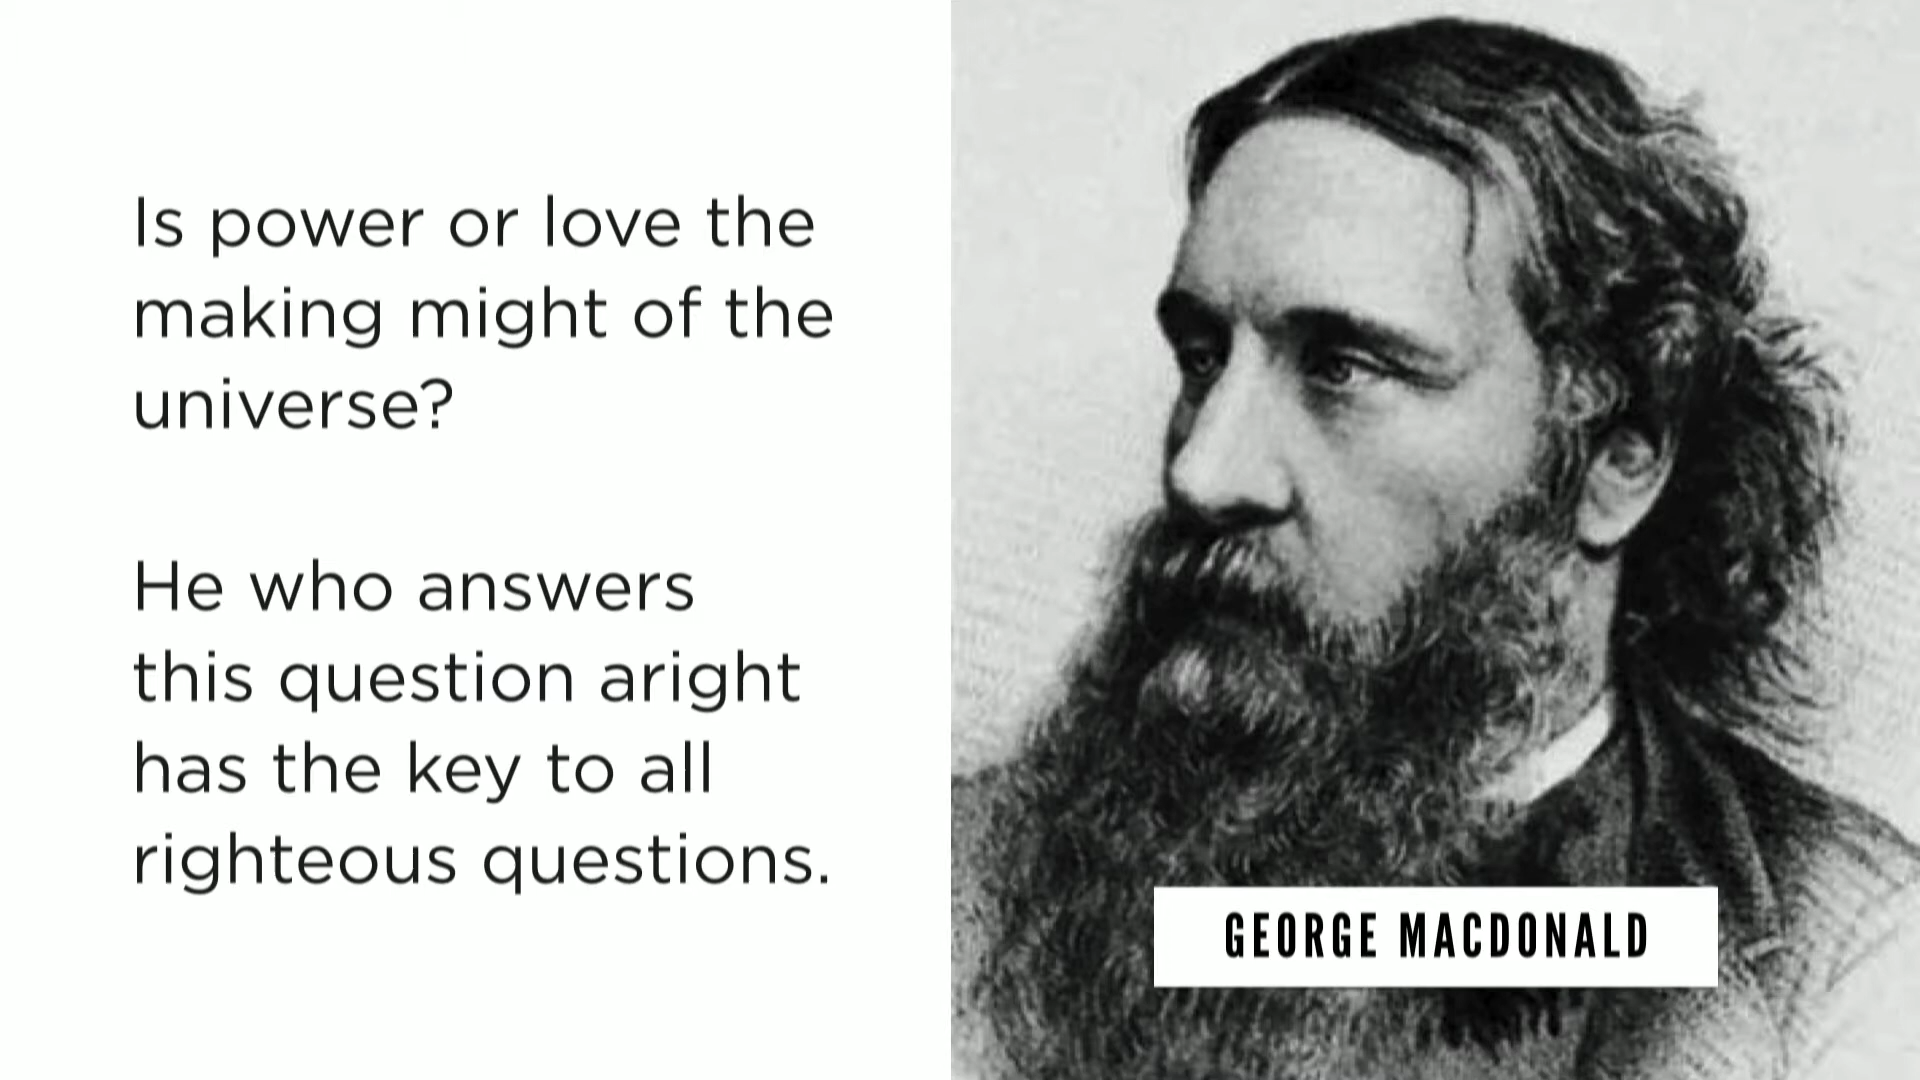 Is power or love the
making might of the
universe?
He who answers
this question aright
has the key to all
righteous questions.
GEORGE MACDONALD